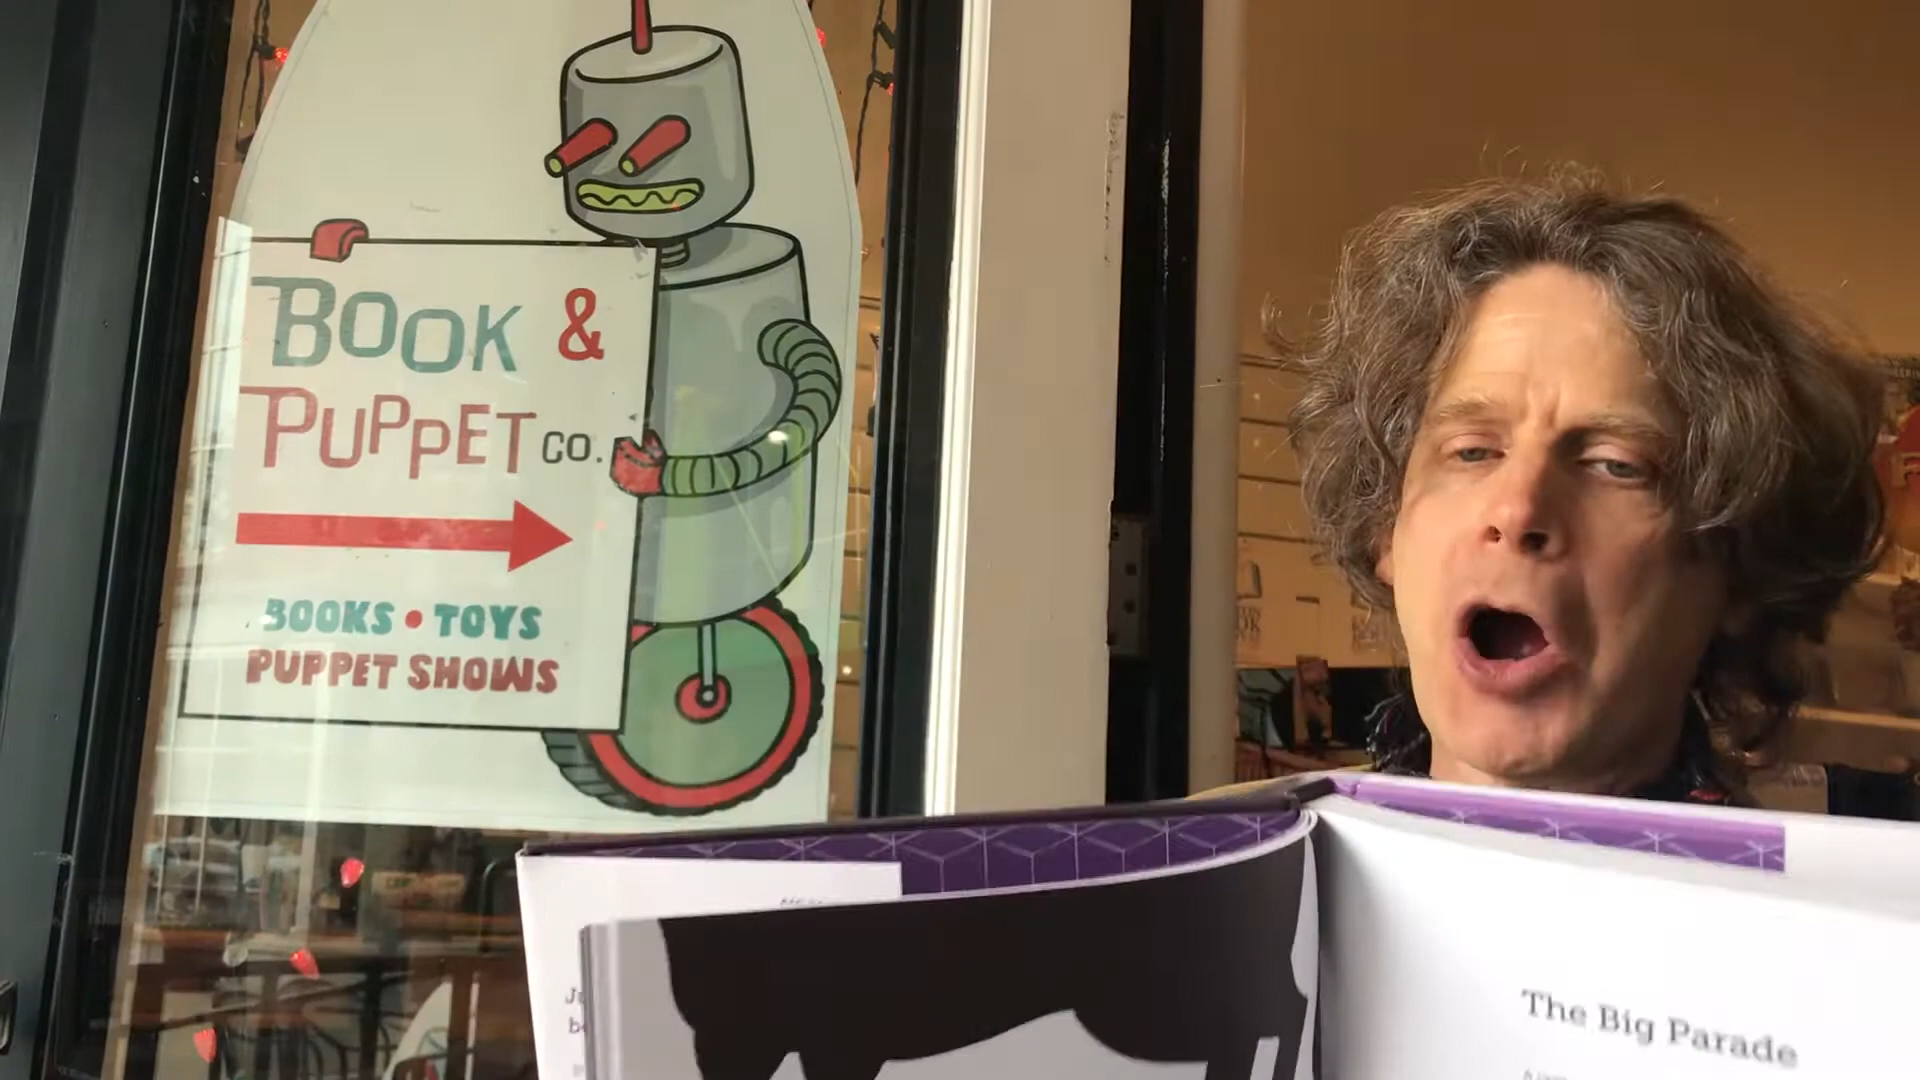 BOOK &
PUPPET CO.
BOOKS • TOYS
PUPPET SHOWS
The Big Parade